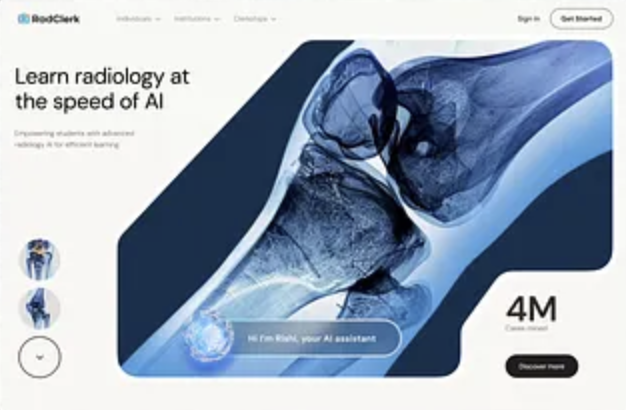 RadClerk
Individuals
Institutions
Clerkships
Sign in
Get Started
Learn radiology at
the speed of AI
Empowering students with advanced
radiology AI for efficient learning
Hi I'm Rishi, your AI assistant
4M
Discover more